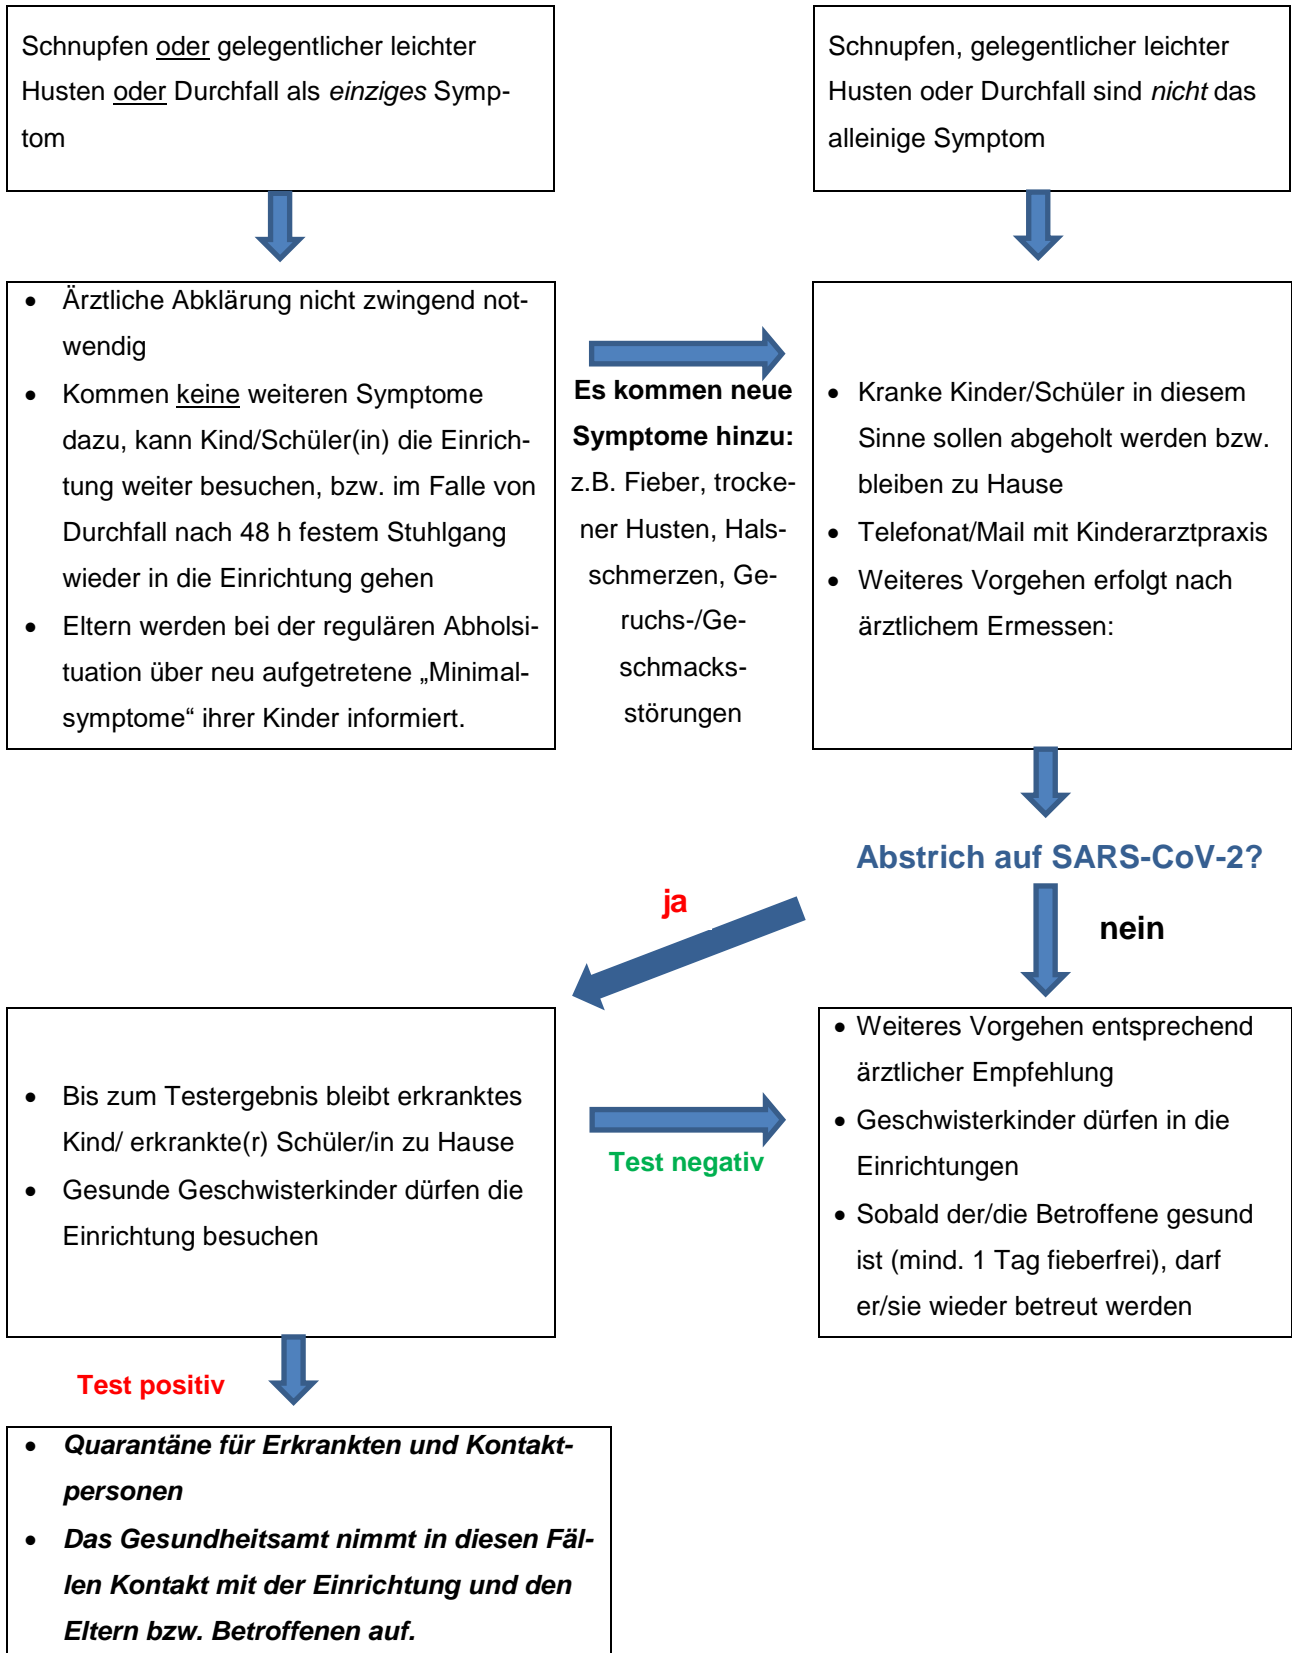 Schnupfen oder gelegentlicher leichter
Husten oder Durchfall als einziges Symp-
tom
Schnupfen, gelegentlicher leichter
Husten oder Durchfall sind nicht das
alleinige Symptom
• Ärztliche Abklärung nicht zwingend not-
wendig
• Kommen keine weiteren Symptome
dazu, kann Kind/Schüler(in) die Einrich-
tung weiter besuchen, bzw. im Falle von
Durchfall nach 48 h festem Stuhlgang
wieder in die Einrichtung gehen
• Eltern werden bei der regulären Abholsi-
tuation über neu aufgetretene „Minimal-
symptome“ ihrer Kinder informiert.
Es kommen neue
Symptome hinzu:
z.B. Fieber, trocke-
ner Husten, Hals-
schmerzen, Ge-
ruchs-/Ge-
schmacks-
störungen
• Kranke Kinder/Schüler in diesem
Sinne sollen abgeholt werden bzw.
bleiben zu Hause
• Telefonat/Mail mit Kinderarztpraxis
• Weiteres Vorgehen erfolgt nach
ärztlichem Ermessen:
Abstrich auf SARS-CoV-2?
ja
nein
• Bis zum Testergebnis bleibt erkranktes
Kind/ erkrankte(r) Schüler/in zu Hause
• Gesunde Geschwisterkinder dürfen die
Einrichtung besuchen
Test negativ
• Weiteres Vorgehen entsprechend
ärztlicher Empfehlung
• Geschwisterkinder dürfen in die
Einrichtungen
• Sobald der/die Betroffene gesund
ist (mind. 1 Tag fieberfrei), darf
er/sie wieder betreut werden
Test positiv
• Quarantäne für Erkrankten und Kontakt-
personen
• Das Gesundheitsamt nimmt in diesen Fäl-
len Kontakt mit der Einrichtung und den
Eltern bzw. Betroffenen auf.